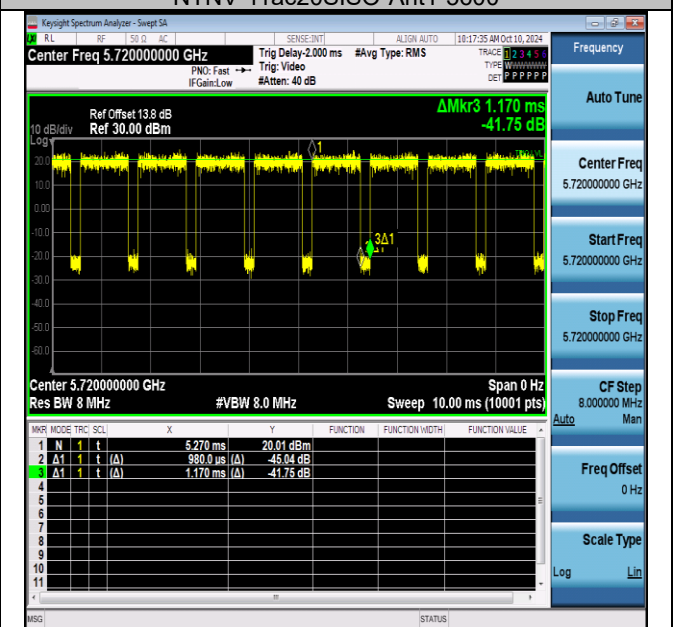 NTNV 11ac20SISO Ant1 5600
Keysight Spectrum Analyzer - Swept SA
RL RF 50 Ω AC SENSE:INT ALIGN AUTO 10:17:35 AM Oct 10, 2024
Center Freq 5.720000000 GHz Trig Delay-2.000 ms #Avg Type: RMS TRACE 1 2 3 4 5 6
PNO: Fast Trig: Video TYPE WWWWWW
IFGain:Low #Atten: 40 dB DET P P P P P P
ΔMkr3 1.170 ms
Ref Offset 13.8 dB
10 dB/div Ref 30.00 dBm -41.75 dB
Log
20.0
10.0
0.00
-10.0
-20.0
-30.0
-40.0
-50.0
-60.0
1
3Δ1
Center 5.720000000 GHz Span 0 Hz
Res BW 8 MHz #VBW 8.0 MHz Sweep 10.00 ms (10001 pts)
MKR MODE TRC SCL X Y FUNCTION FUNCTION WIDTH FUNCTION VALUE
1 N 1 t 5.270 ms 20.01 dBm
2 Δ1 1 t (Δ) 980.0 µs (Δ) -45.04 dB
3 Δ1 1 t (Δ) 1.170 ms (Δ) -41.75 dB
4
5
6
7
8
9
10
11
MSG STATUS
Frequency
Auto Tune
Center Freq
5.720000000 GHz
Start Freq
5.720000000 GHz
Stop Freq
5.720000000 GHz
CF Step
8.000000 MHz
Auto Man
Freq Offset
0 Hz
Scale Type
Log Lin